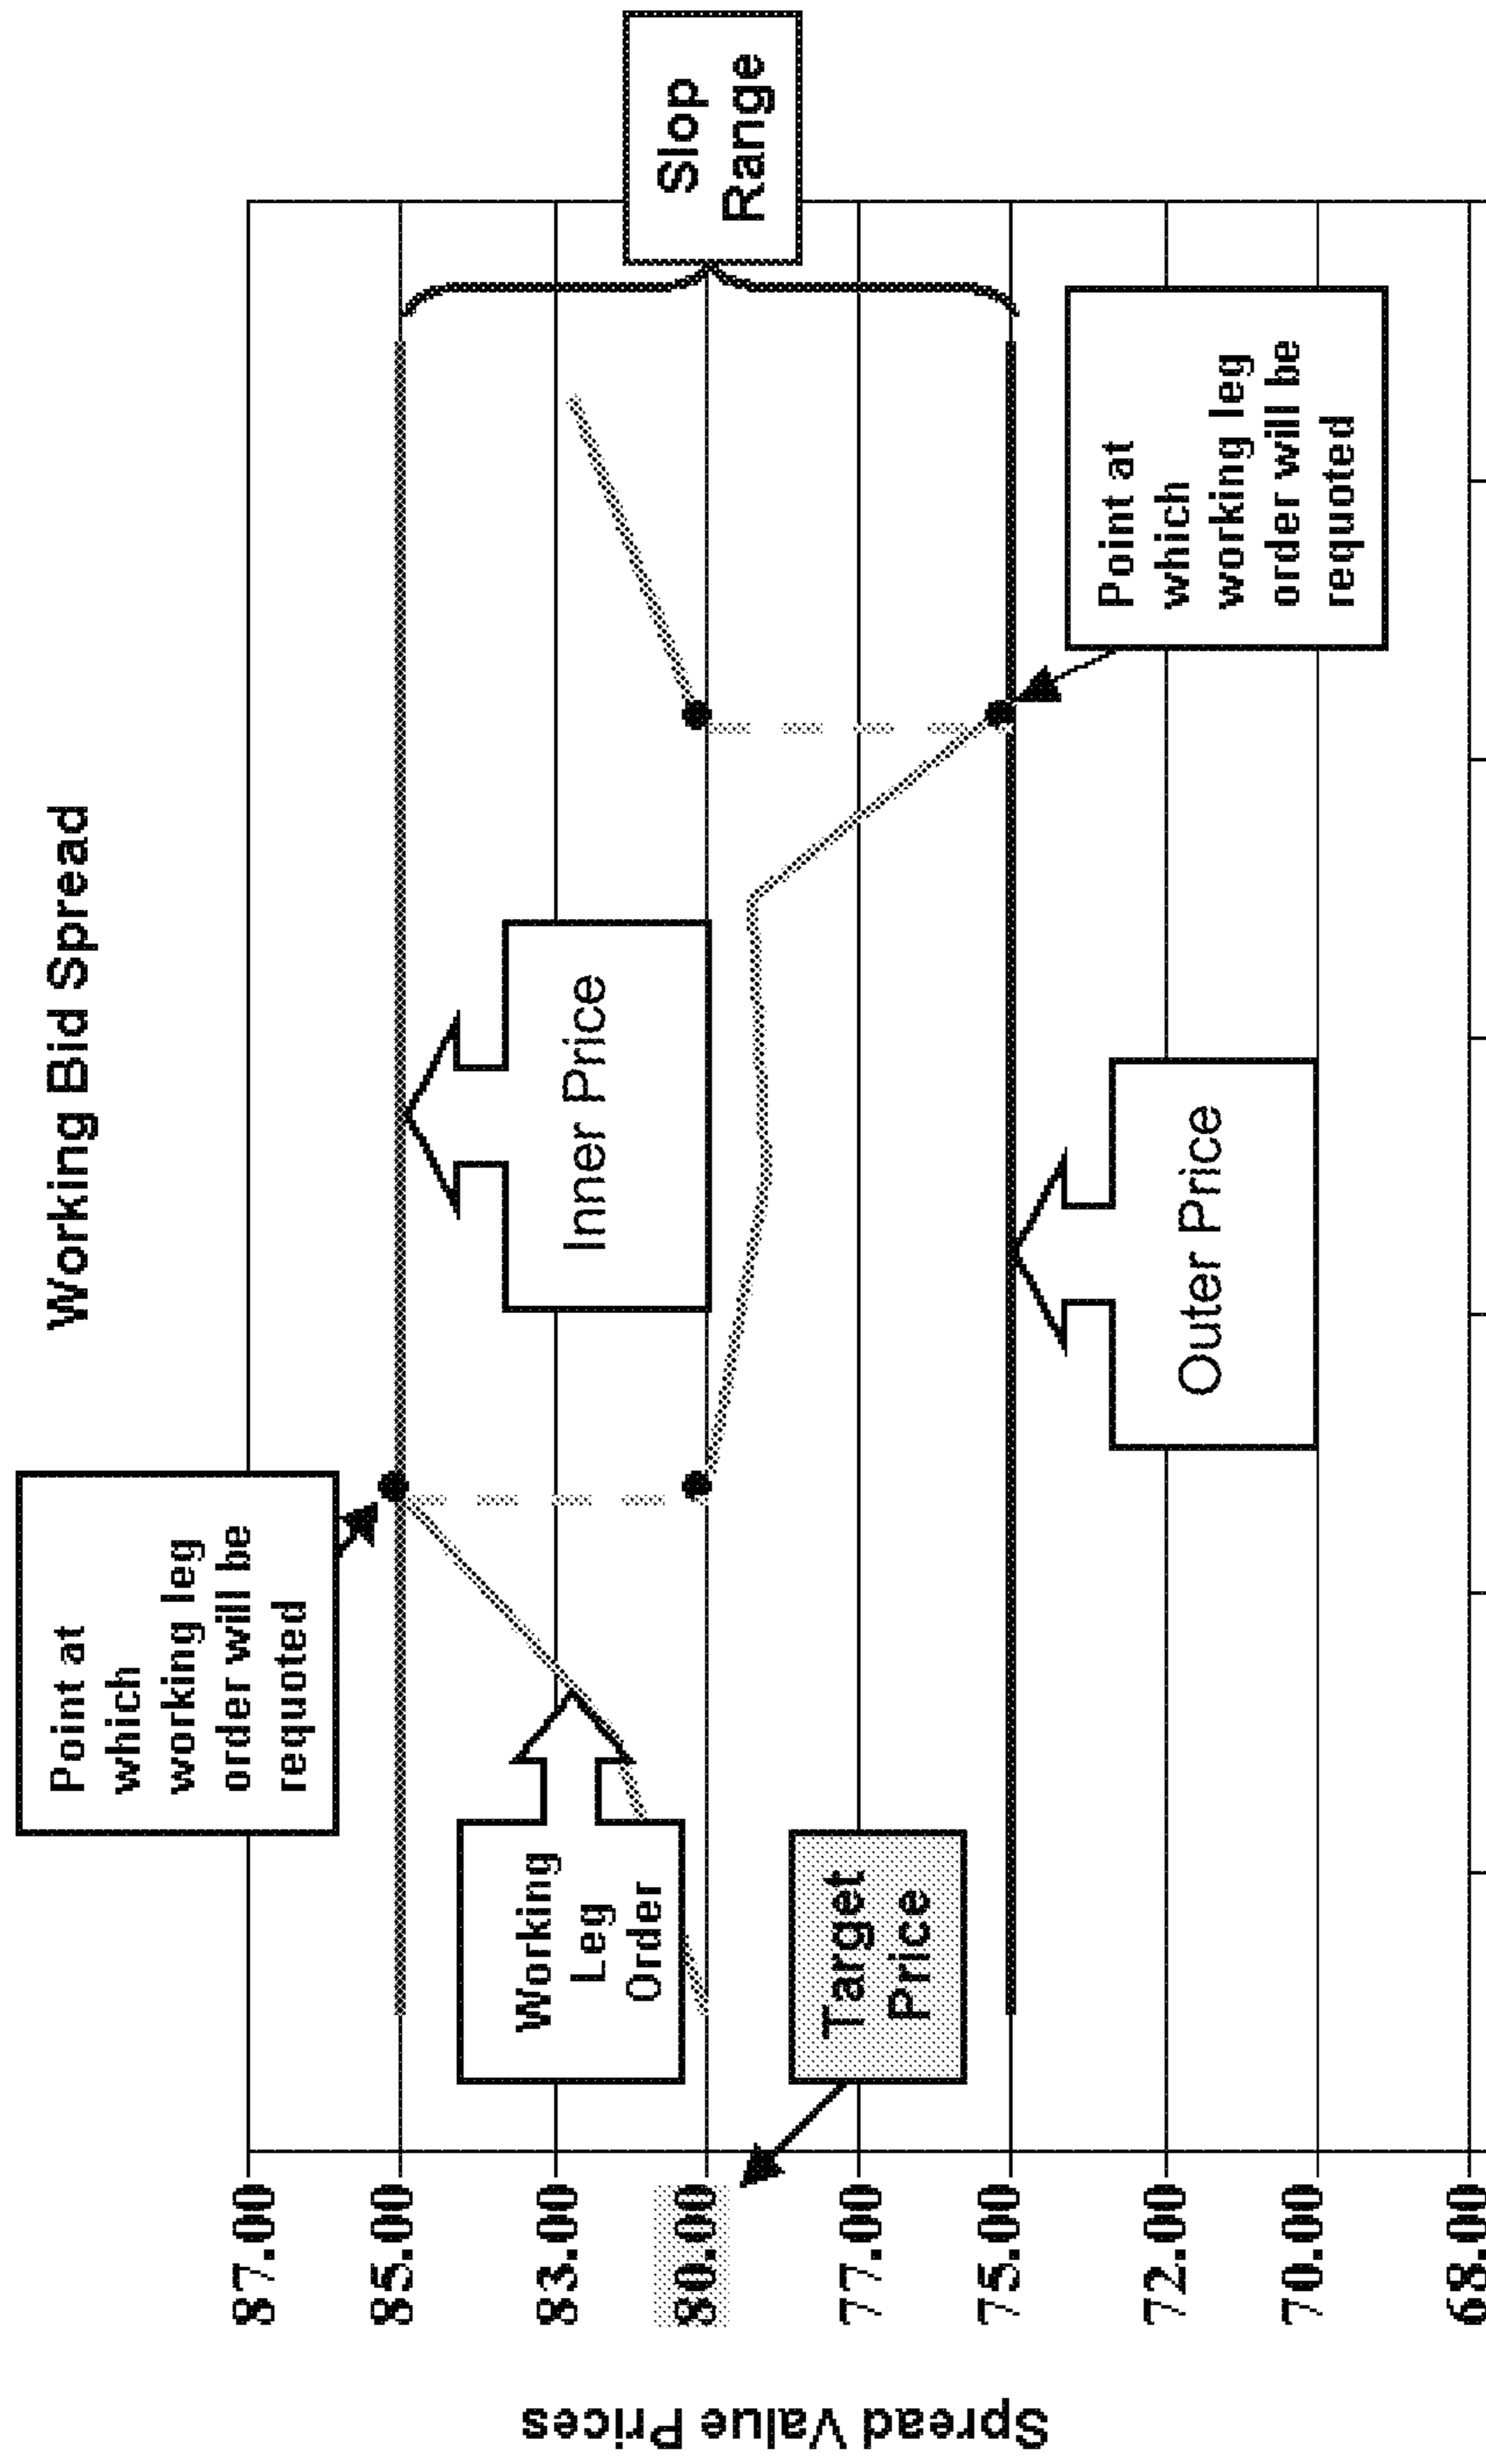 Working Bid Spread
Point at
which
working leg
order will be
requoted
Slop
Range
Working
Leg
Order
Inner Price
Target
Price
Outer Price
Point at
which
working leg
order will be
requoted
Spread Value Prices
87.00
85.00
83.00
80.00
77.00
75.00
72.00
70.00
68.00